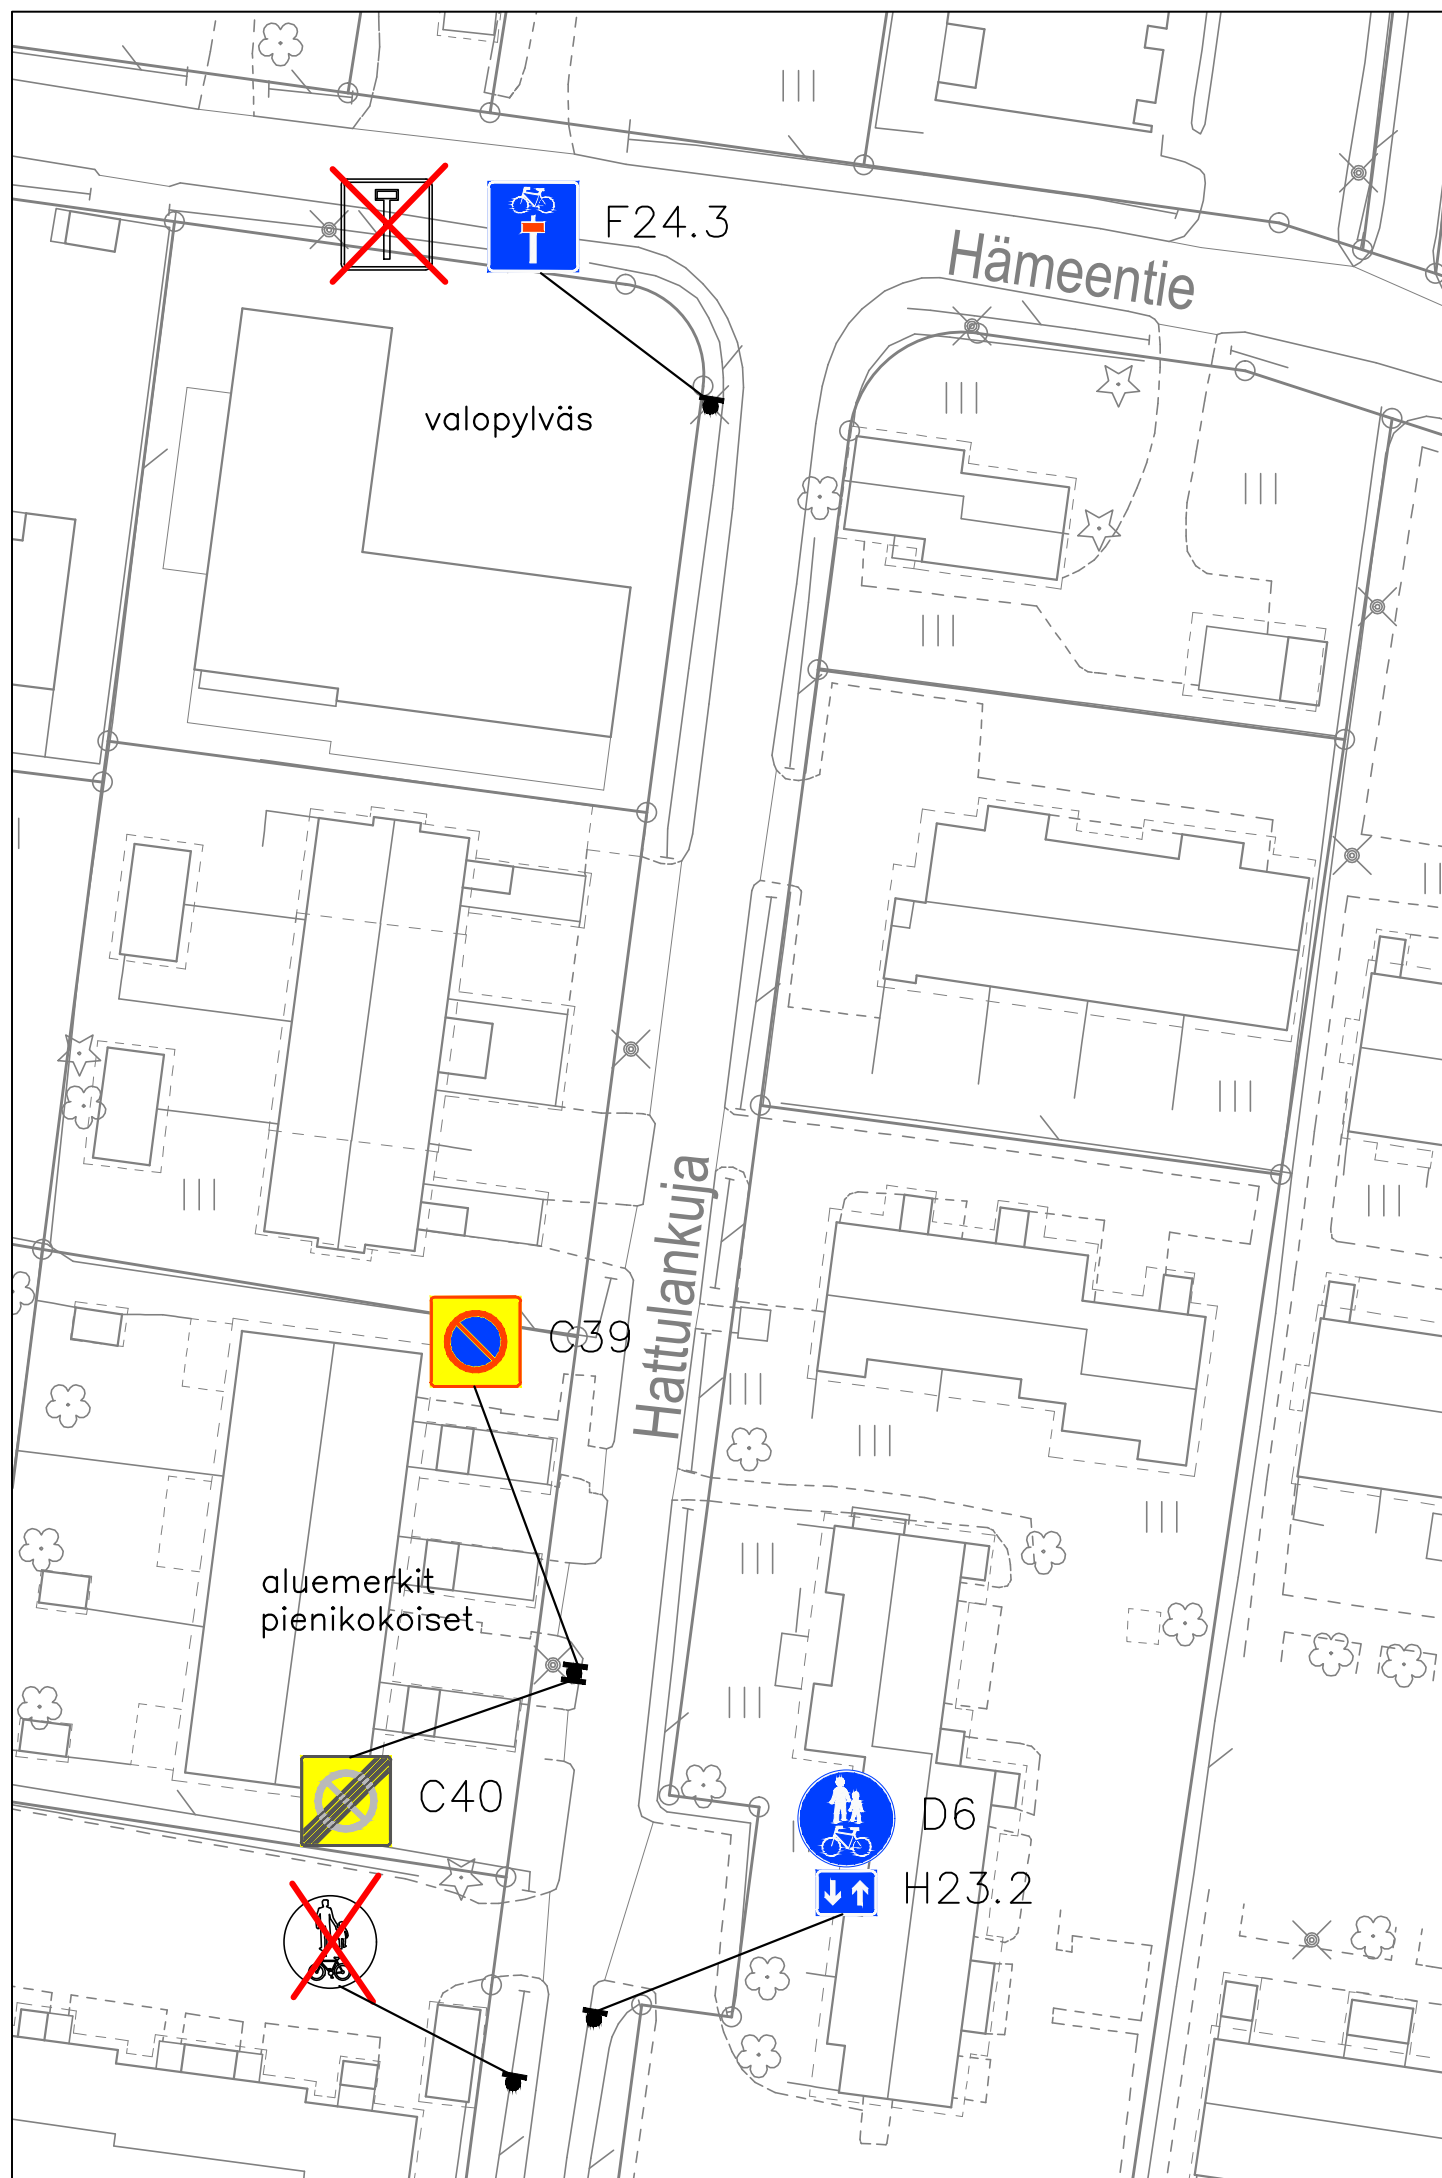 F24.3
Hämeentie
valopylväs
Hattulankuja
C39
aluemerkit
pienikokoiset
C40
D6
H23.2